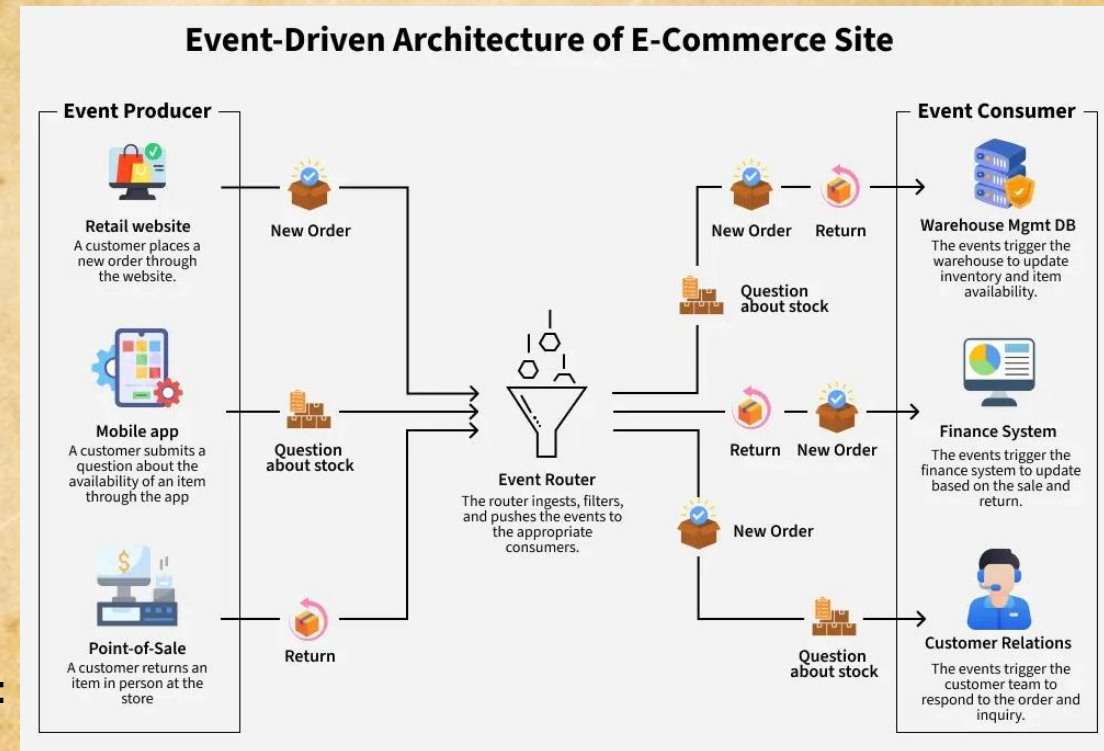 Event-Driven Architecture of E-Commerce Site
Event Producer
Retail website
A customer places a
new order through
the website.
Mobile app
A customer submits a
question about the
availability of an item
through the app
Point-of-Sale
A customer returns an
item in person at the
store
:
New Order
Question
about stock
Return
Event Router
The router ingests, filters,
and pushes the events to
the appropriate
consumers.
New Order
Return
Question
about stock
Return
New Order
New Order
Question
about stock
Event Consumer
Warehouse Mgmt DB
The events trigger the
warehouse to update
inventory and item
availability.
Finance System
The events trigger the
finance system to update
based on the sale and
return.
Customer Relations
The events trigger the
customer team to
respond to the order and
inquiry.